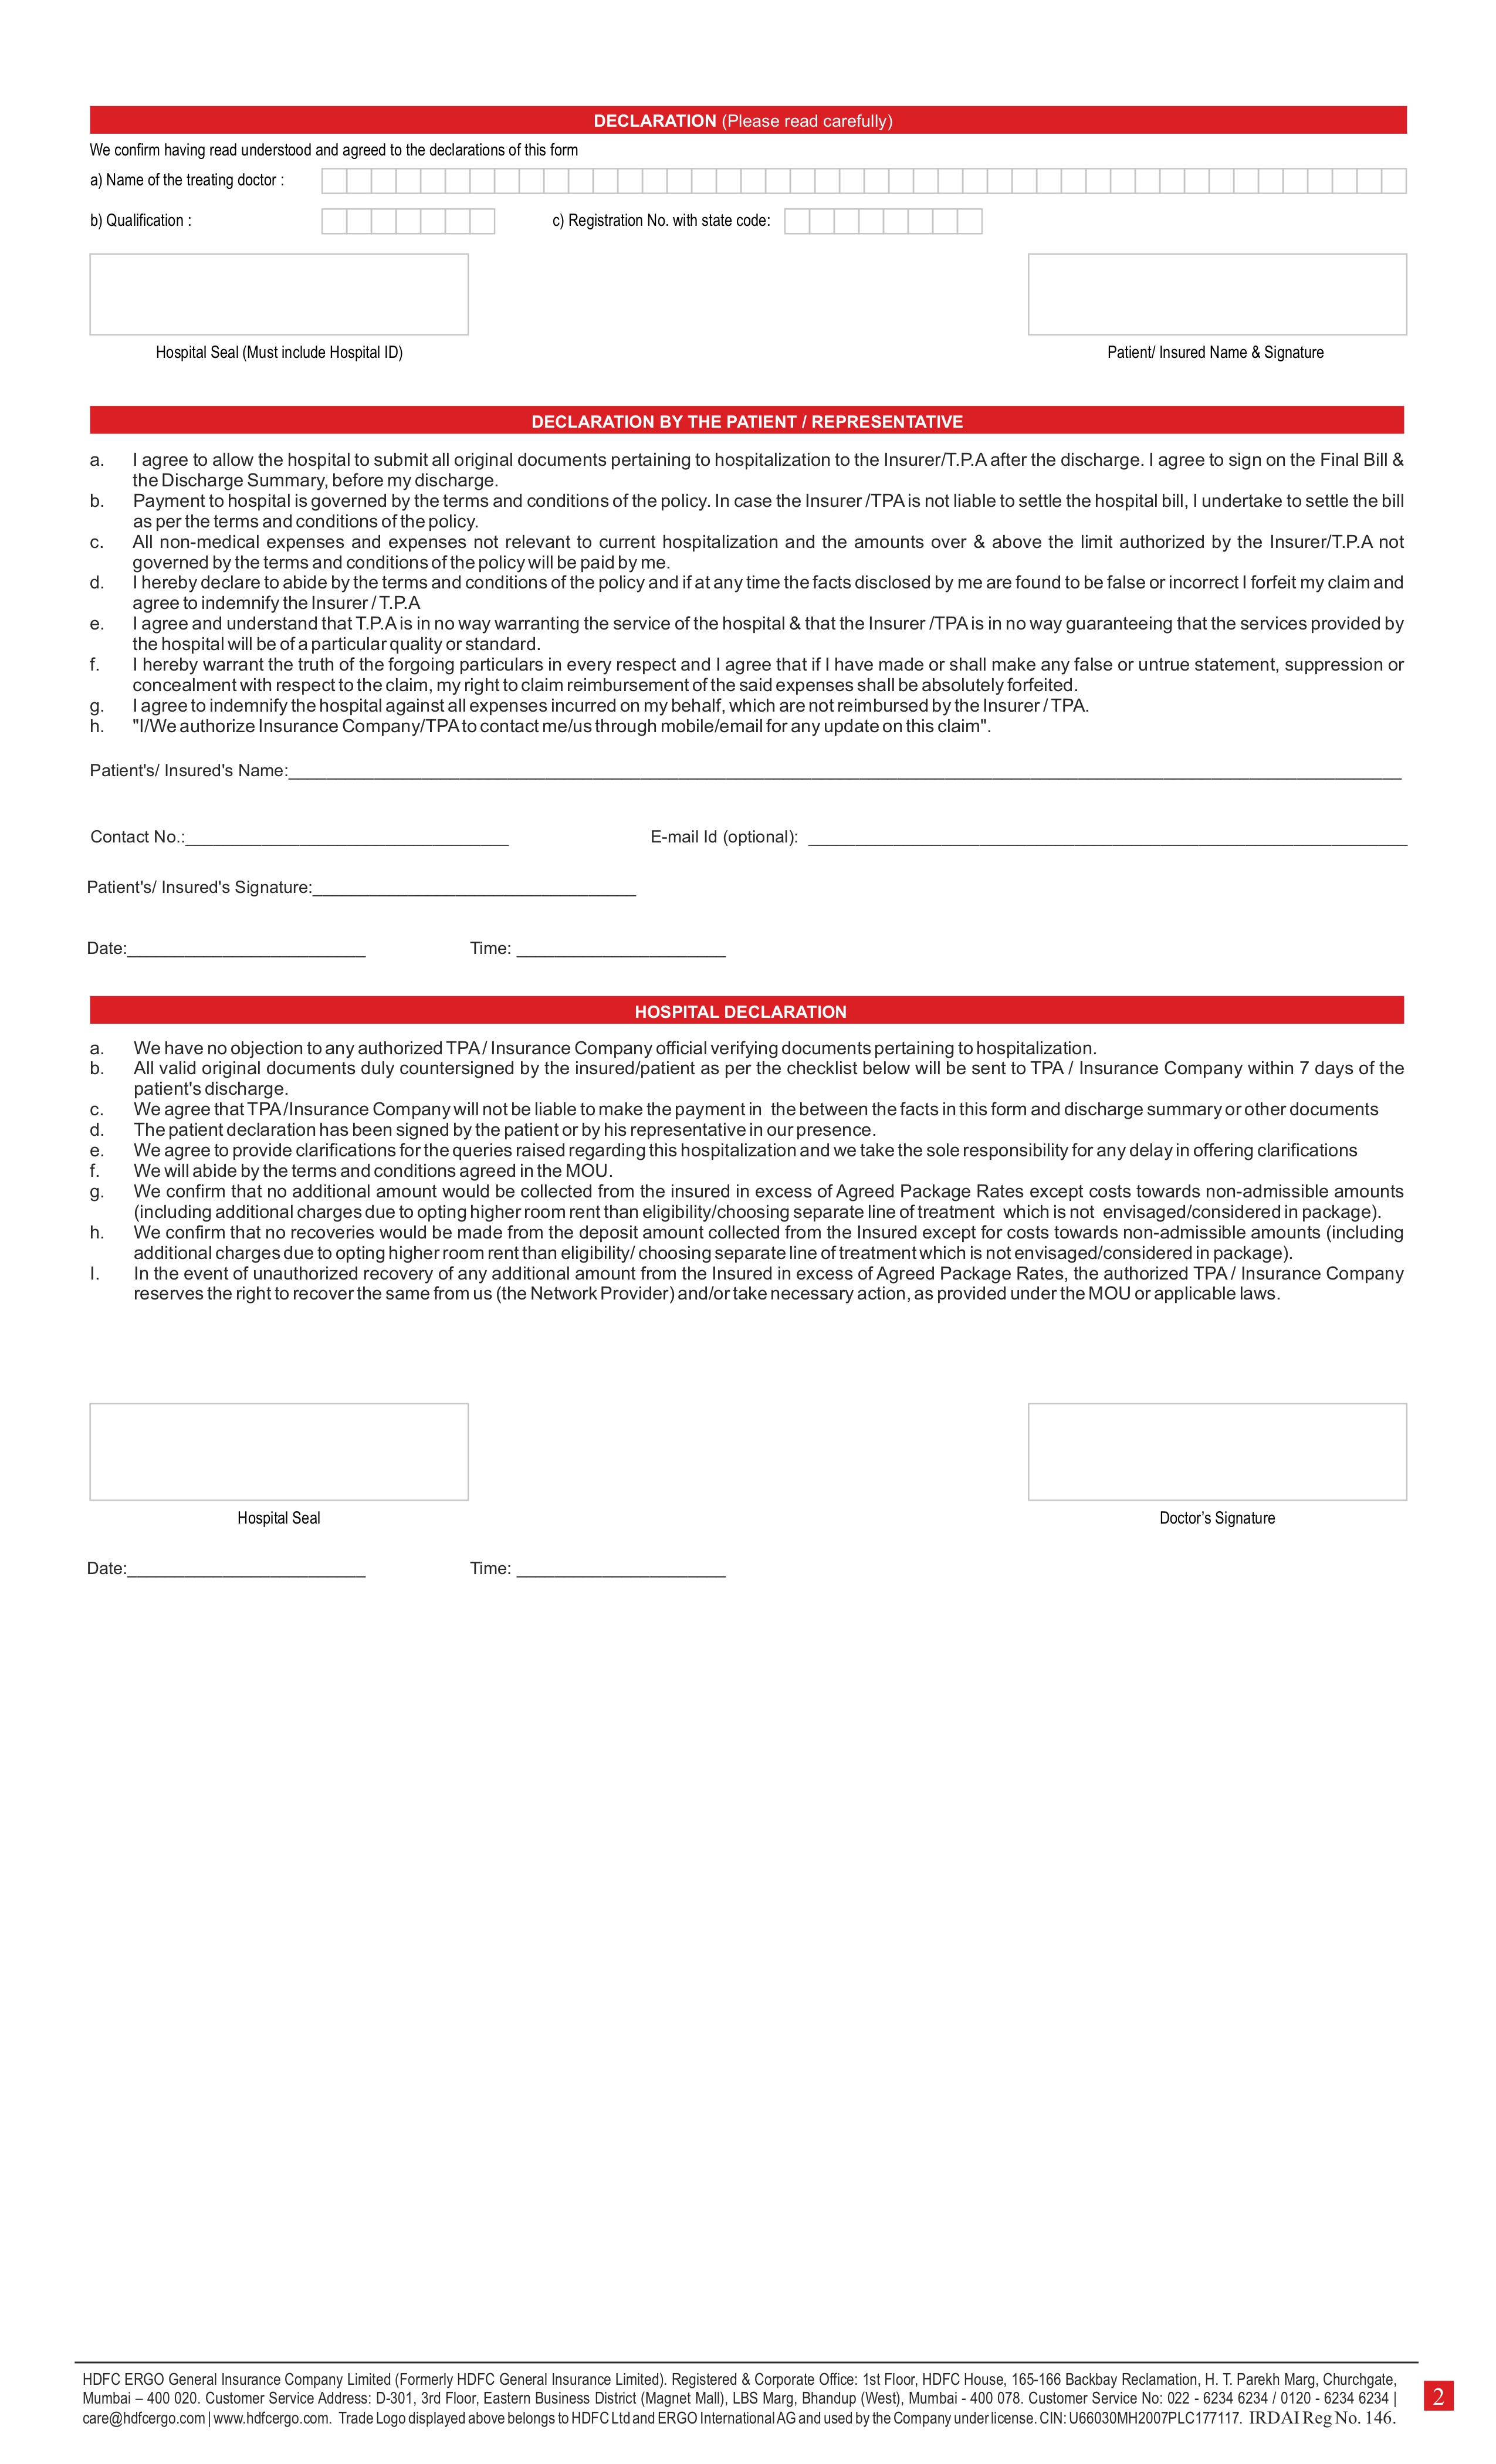 DECLARATION (Please read carefully)
We confirm having read understood and agreed to the declarations of this form
a) Name of the treating doctor :
b) Qualification : c) Registration No. with state code:
Hospital Seal (Must include Hospital ID) Patient/ Insured Name & Signature
DECLARATION BY THE PATIENT / REPRESENTATIVE
a. I agree to allow the hospital to submit all original documents pertaining to hospitalization to the Insurer/T.P.A after the discharge. I agree to sign on the Final Bill &
the Discharge Summary, before my discharge.
b. Payment to hospital is governed by the terms and conditions of the policy. In case the Insurer /TPA is not liable to settle the hospital bill, I undertake to settle the bill
as per the terms and conditions of the policy.
c. All non-medical expenses and expenses not relevant to current hospitalization and the amounts over & above the limit authorized by the Insurer/T.P.A not
governed by the terms and conditions of the policy will be paid by me.
d. I hereby declare to abide by the terms and conditions of the policy and if at any time the facts disclosed by me are found to be false or incorrect I forfeit my claim and
agree to indemnify the Insurer / T.P.A
e. I agree and understand that T.P.A is in no way warranting the service of the hospital & that the Insurer /TPA is in no way guaranteeing that the services provided by
the hospital will be of a particular quality or standard.
f. I hereby warrant the truth of the forgoing particulars in every respect and I agree that if I have made or shall make any false or untrue statement, suppression or
concealment with respect to the claim, my right to claim reimbursement of the said expenses shall be absolutely forfeited.
g. I agree to indemnify the hospital against all expenses incurred on my behalf, which are not reimbursed by the Insurer / TPA.
h. "I/We authorize Insurance Company/TPA to contact me/us through mobile/email for any update on this claim".
Patient's/ Insured's Name:
Contact No.: E-mail Id (optional):
Patient's/ Insured's Signature:
Date: Time:
HOSPITAL DECLARATION
a. We have no objection to any authorized TPA / Insurance Company official verifying documents pertaining to hospitalization.
b. All valid original documents duly countersigned by the insured/patient as per the checklist below will be sent to TPA / Insurance Company within 7 days of the
patient's discharge.
c. We agree that TPA /Insurance Company will not be liable to make the payment in the between the facts in this form and discharge summary or other documents
d. The patient declaration has been signed by the patient or by his representative in our presence.
e. We agree to provide clarifications for the queries raised regarding this hospitalization and we take the sole responsibility for any delay in offering clarifications
f. We will abide by the terms and conditions agreed in the MOU.
g. We confirm that no additional amount would be collected from the insured in excess of Agreed Package Rates except costs towards non-admissible amounts
(including additional charges due to opting higher room rent than eligibility/choosing separate line of treatment which is not envisaged/considered in package).
h. We confirm that no recoveries would be made from the deposit amount collected from the Insured except for costs towards non-admissible amounts (including
additional charges due to opting higher room rent than eligibility/ choosing separate line of treatment which is not envisaged/considered in package).
I. In the event of unauthorized recovery of any additional amount from the Insured in excess of Agreed Package Rates, the authorized TPA / Insurance Company
reserves the right to recover the same from us (the Network Provider) and/or take necessary action, as provided under the MOU or applicable laws.
Hospital Seal Doctor’s Signature
Date: Time:
HDFC ERGO General Insurance Company Limited (Formerly HDFC General Insurance Limited). Registered & Corporate Office: 1st Floor, HDFC House, 165-166 Backbay Reclamation, H. T. Parekh Marg, Churchgate,
Mumbai – 400 020. Customer Service Address: D-301, 3rd Floor, Eastern Business District (Magnet Mall), LBS Marg, Bhandup (West), Mumbai - 400 078. Customer Service No: 022 - 6234 6234 / 0120 - 6234 6234 |
care@hdfcergo.com | www.hdfcergo.com. Trade Logo displayed above belongs to HDFC Ltd and ERGO International AG and used by the Company under license. CIN: U66030MH2007PLC177117. IRDAI Reg No. 146.
2